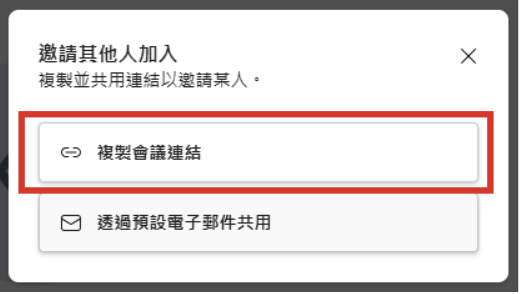 邀請其他人加入
複製並共用連結以邀請某人。
複製會議連結
透過預設電子郵件共用